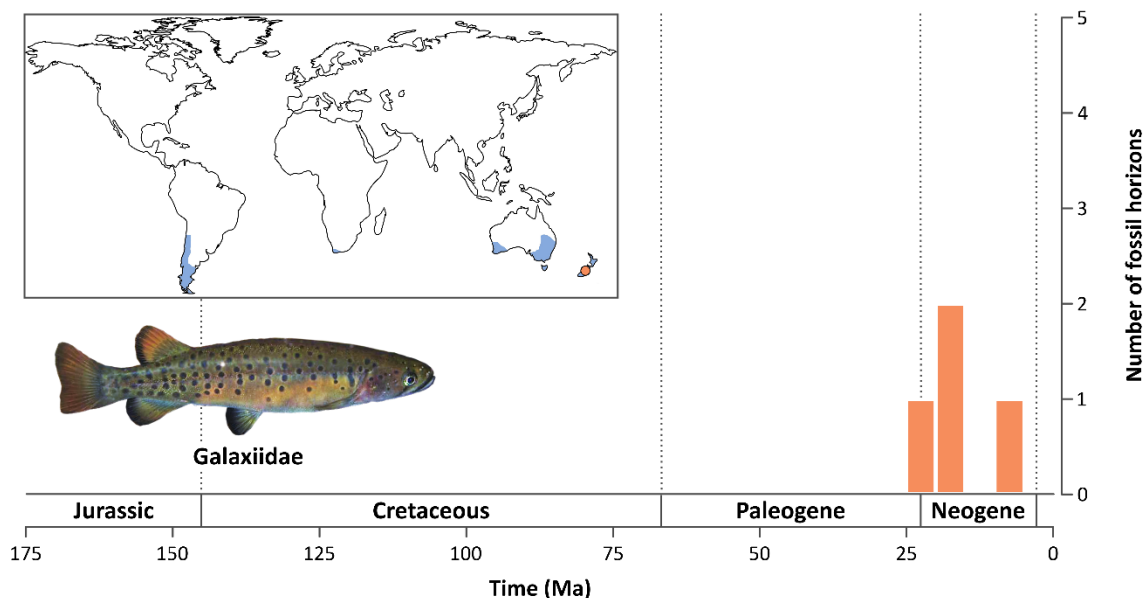 5
4
3
2
1
0
Number of fossil horizons
Galaxiidae
Jurassic Cretaceous Paleogene Neogene
175 150 125 100 75 50 25 0
Time (Ma)